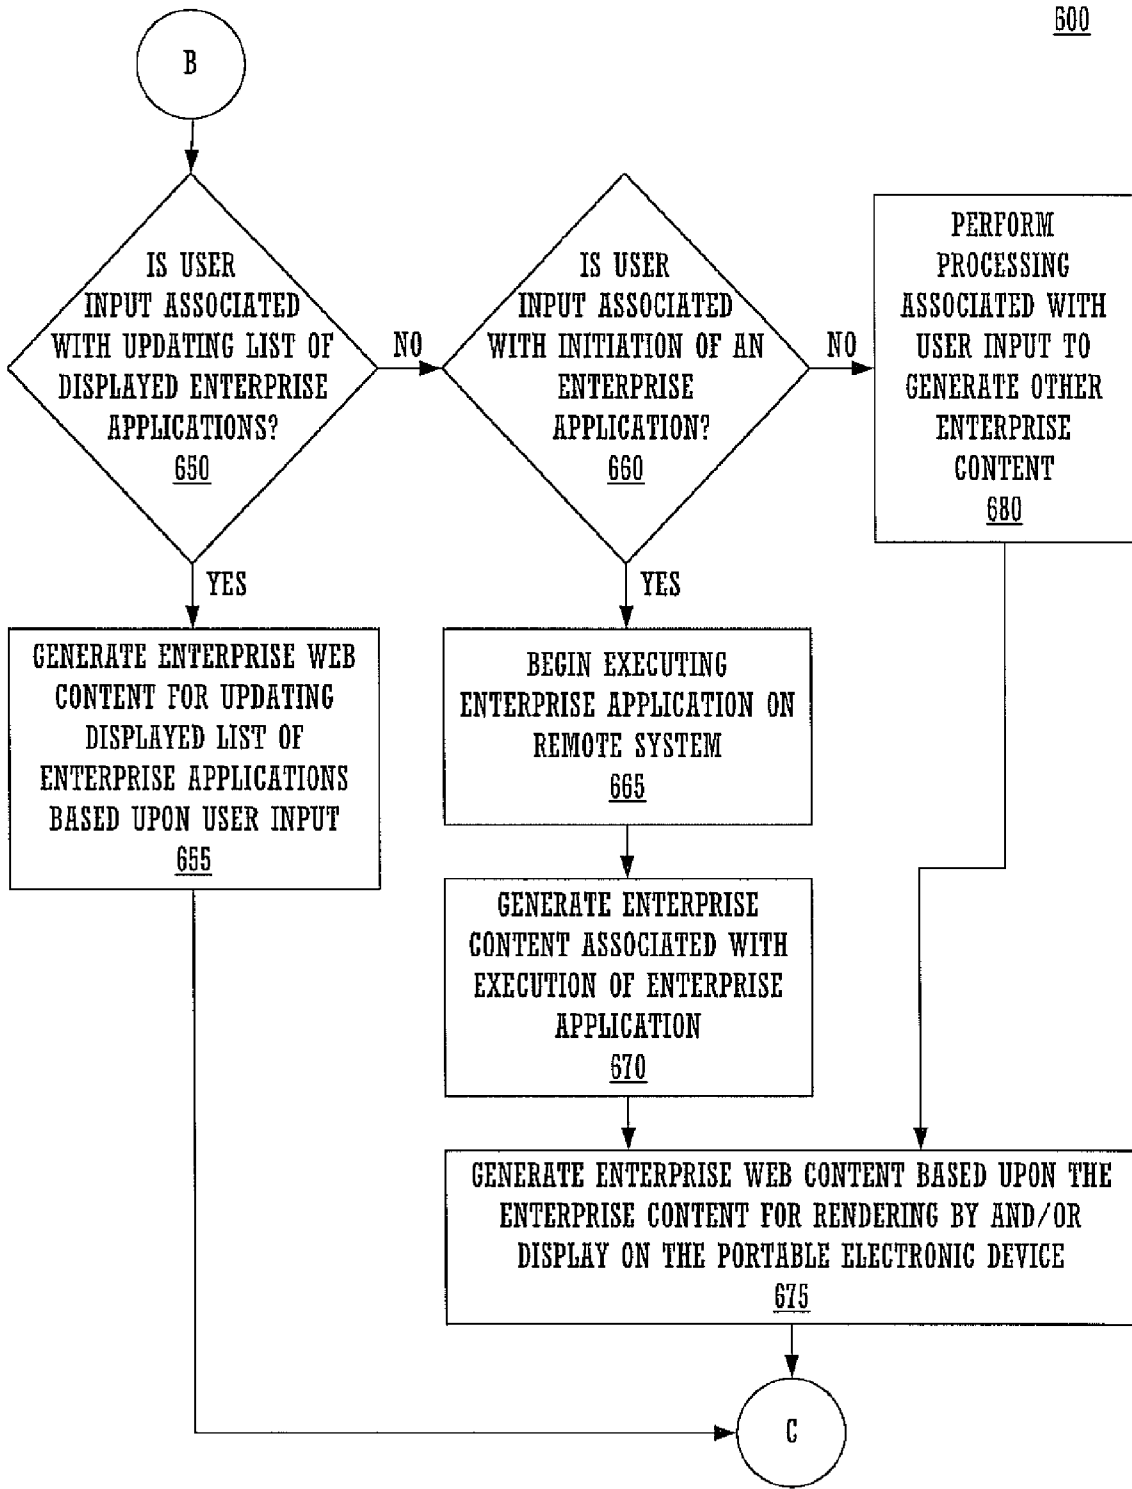 600
B
IS USER
INPUT ASSOCIATED
WITH UPDATING LIST OF
DISPLAYED ENTERPRISE
APPLICATIONS?
650
NO
IS USER
INPUT ASSOCIATED
WITH INITIATION OF AN
ENTERPRISE
APPLICATION?
660
NO
PERFORM
PROCESSING
ASSOCIATED WITH
USER INPUT TO
GENERATE OTHER
ENTERPRISE
CONTENT
680
YES
YES
GENERATE ENTERPRISE WEB
CONTENT FOR UPDATING
DISPLAYED LIST OF
ENTERPRISE APPLICATIONS
BASED UPON USER INPUT
655
BEGIN EXECUTING
ENTERPRISE APPLICATION ON
REMOTE SYSTEM
665
GENERATE ENTERPRISE
CONTENT ASSOCIATED WITH
EXECUTION OF ENTERPRISE
APPLICATION
670
GENERATE ENTERPRISE WEB CONTENT BASED UPON THE
ENTERPRISE CONTENT FOR RENDERING BY AND/OR
DISPLAY ON THE PORTABLE ELECTRONIC DEVICE
675
C